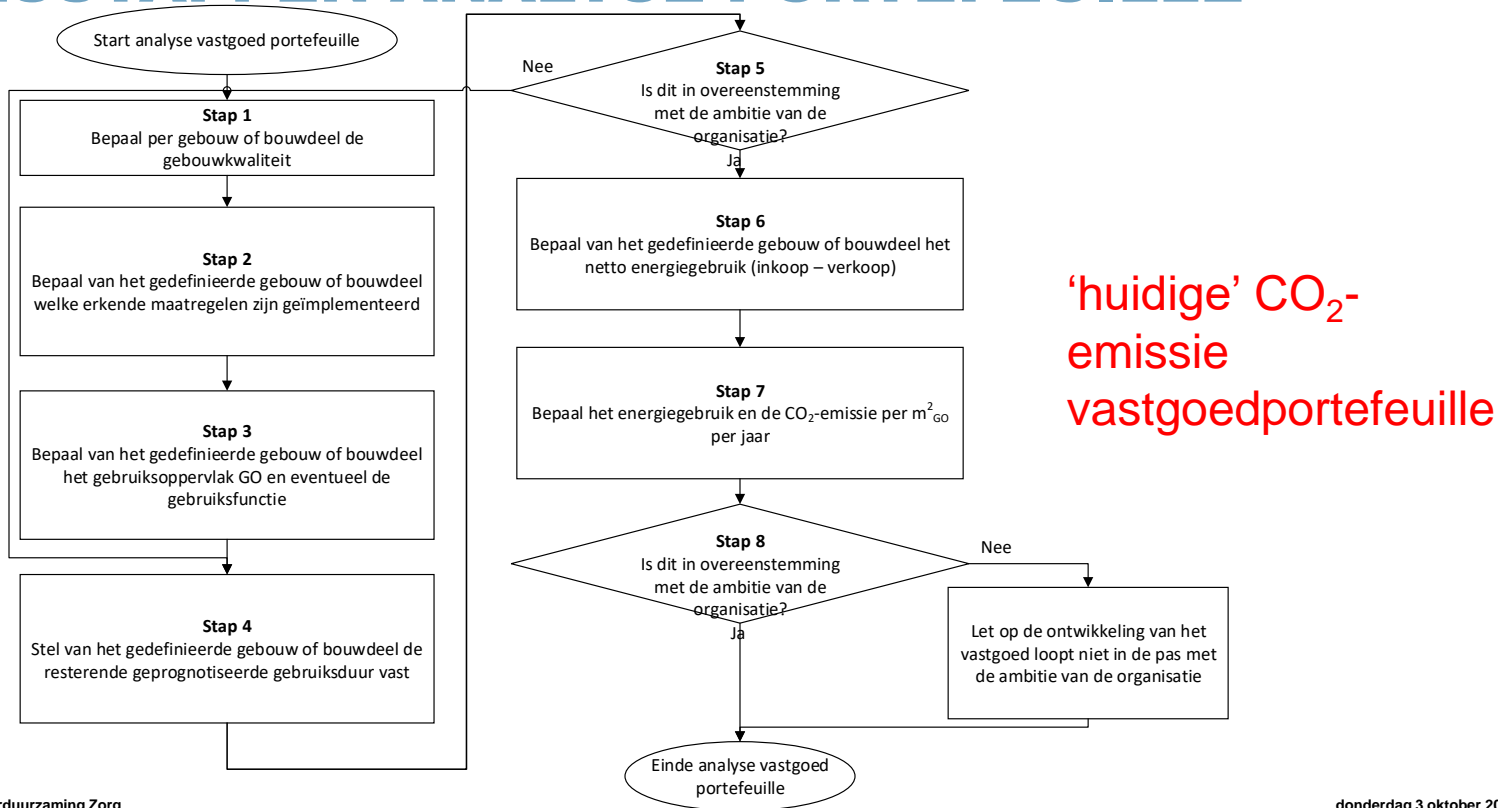 Start analyse vastgoed portefeuille
Stap 1
Bepaal per gebouw of bouwdeel de
gebouwkwaliteit
Stap 2
Bepaal van het gedefinieerde gebouw of bouwdeel
welke erkende maatregelen zijn geïmplementeerd
Stap 3
Bepaal van het gedefinieerde gebouw of bouwdeel
het gebruiksoppervlak GO en eventueel de
gebruiksfunctie
Stap 4
Stel van het gedefinieerde gebouw of bouwdeel de
resterende geprognotiseerde gebruiksduur vast
Nee
Stap 5
Is dit in overeenstemming
met de ambitie van de
organisatie?
Ja
Stap 6
Bepaal van het gedefinieerde gebouw of bouwdeel het
netto energiegebruik (inkoop – verkoop)
Stap 7
Bepaal het energiegebruik en de CO₂-emissie per m²GO
per jaar
Stap 8
Is dit in overeenstemming
met de ambitie van de
organisatie?
Nee
Ja
Let op de ontwikkeling van het
vastgoed loopt niet in de pas met
de ambitie van de organisatie
Einde analyse vastgoed
portefeuille
‘huidige’ CO₂-
emissie
vastgoedportefeuille
Zorg
donderdag 3 oktober